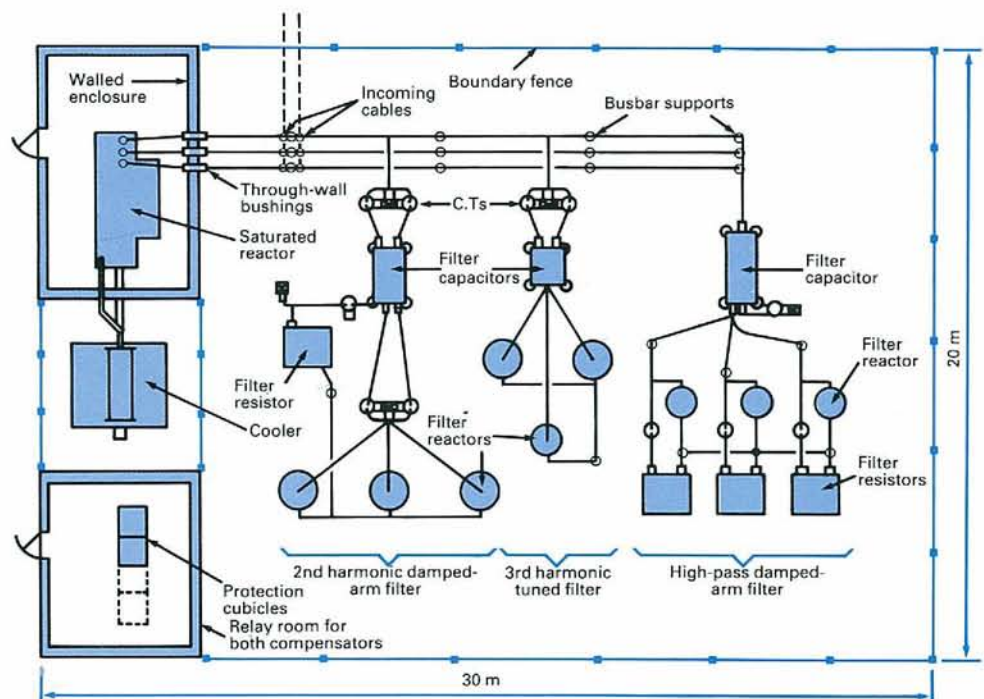 Walled
enclosure
Incoming
cables
Boundary fence
Busbar supports
Through-wall
bushings
Saturated
reactor
C.Ts
Filter
capacitors
Filter
capacitor
Filter
resistor
Cooler
Filter
reactors
Filter
reactor
Filter
resistors
20 m
2nd harmonic damped-
arm filter
3rd harmonic
tuned filter
High-pass damped-
arm filter
Protection
cubicles
Relay room for
both compensators
30 m